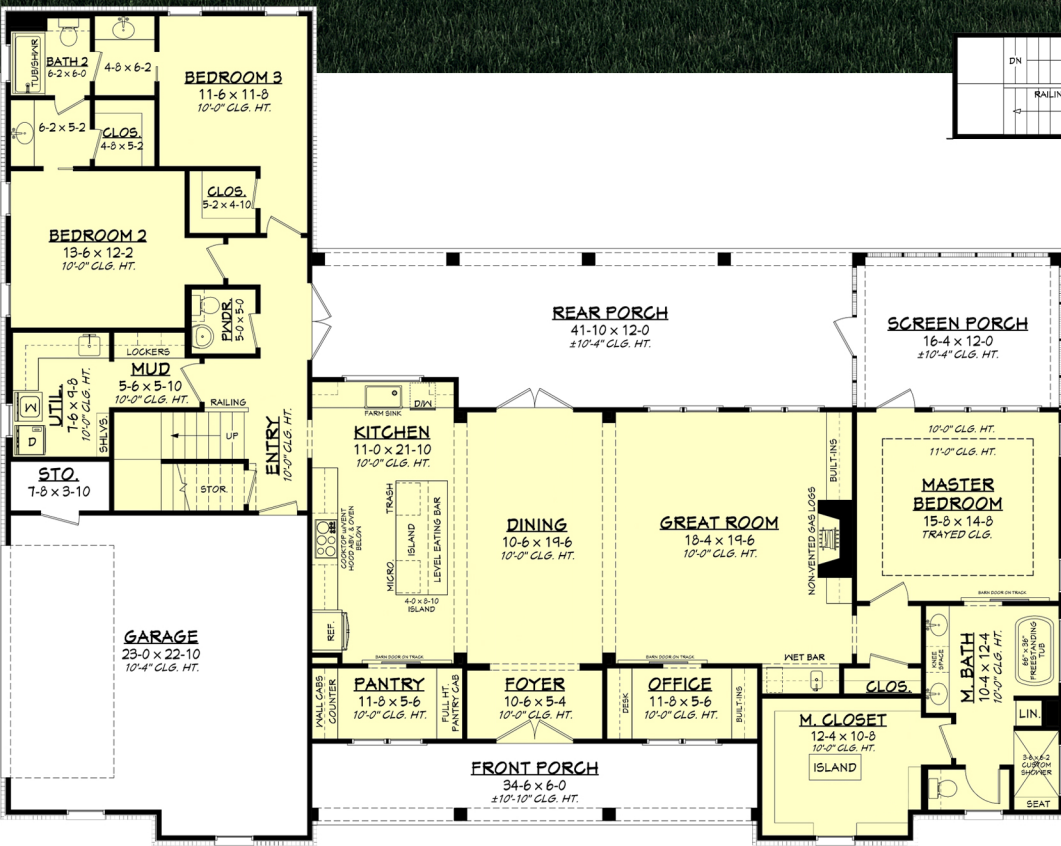 TUB/SHWR
BATH 2
6-2 x 6-0
4-8 x 6-2
BEDROOM 3
11-6 x 11-8
10'-0" CLG. HT.
6-2 x 5-2
CLOS.
4-8 x 5-2
CLOS.
5-2 x 4-10
BEDROOM 2
13-6 x 12-2
10'-0" CLG. HT.
PWDR.
5-0 x 5-0
LOCKERS
MUD
5-6 x 5-10
10'-0" CLG. HT.
UTIL.
7-6 x 9-8
10'-0" CLG. HT.
W
D
SHLVS.
RAILING
UP
STOR.
ENTRY
10'-0" CLG. HT.
STO.
7-8 x 3-10
GARAGE
23-0 x 22-10
10'-4" CLG. HT.
DN
RAILIN
REAR PORCH
41-10 x 12-0
±10'-4" CLG. HT.
SCREEN PORCH
16-4 x 12-0
±10'-4" CLG. HT.
FARM SINK
D/W
KITCHEN
11-0 x 21-10
10'-0" CLG. HT.
COOKTOP w/VENT
HOOD ABV. & OVEN
BELOW
TRASH
ISLAND
MICRO.
LEVEL EATING BAR
4-0 x 8-10
ISLAND
REF.
BARN DOOR ON TRACK
DINING
10-6 x 19-6
10'-0" CLG. HT.
GREAT ROOM
18-4 x 19-6
10'-0" CLG. HT.
BUILT-INS
NON-VENTED GAS LOGS
BARN DOOR ON TRACK
WET BAR
10'-0" CLG. HT.
11'-0" CLG. HT.
MASTER
BEDROOM
15-8 x 14-8
TRAYED CLG.
BARN DOOR ON TRACK
WALL CABS
COUNTER
PANTRY
11-8 x 5-6
10'-0" CLG. HT.
FULL HT.
PANTRY CAB
FOYER
10-6 x 5-4
10'-0" CLG. HT.
DESK
OFFICE
11-8 x 5-6
10'-0" CLG. HT.
BUILT-INS
CLOS.
KNEE
SPACE
M. BATH
10-4 x 12-4
10'-0" CLG. HT.
66" x 36"
FREESTANDING
TUB
LIN.
M. CLOSET
12-4 x 10-8
10'-0" CLG. HT.
ISLAND
3-6 x 6-2
CUSTOM
SHOWER
SEAT
FRONT PORCH
34-6 x 6-0
±10'-10" CLG. HT.